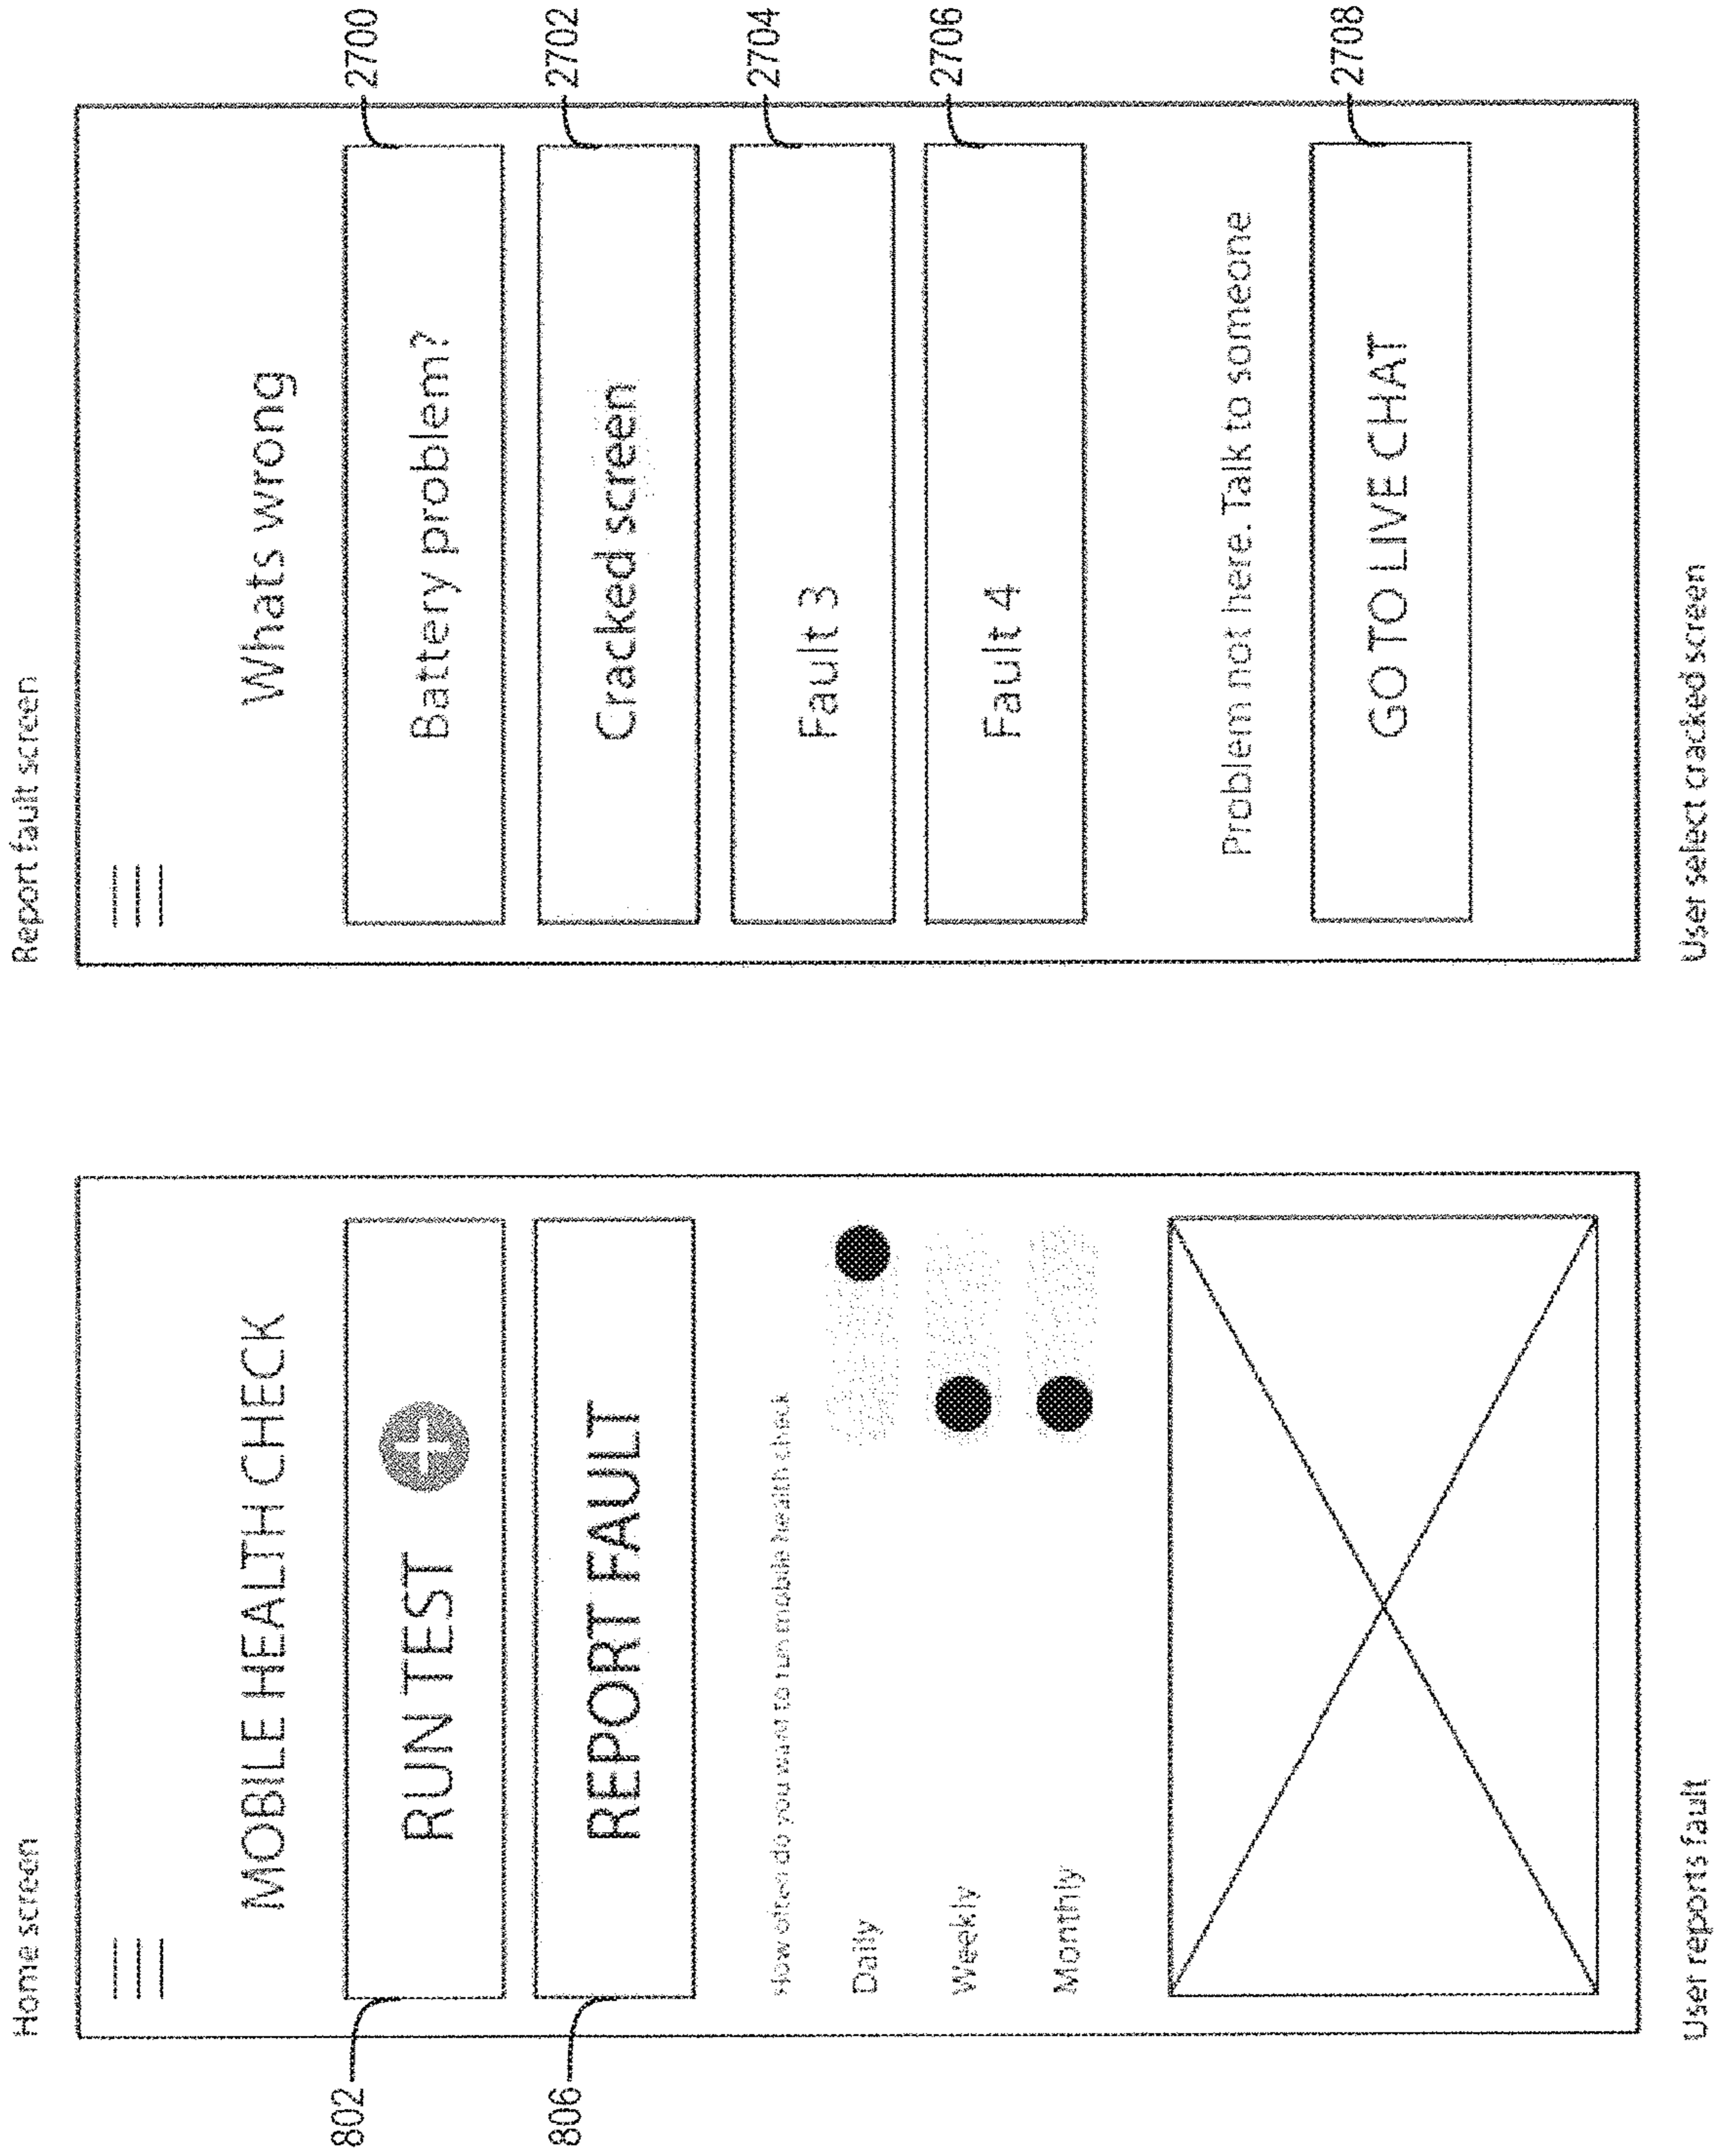 Home screen
MOBILE HEALTH CHECK
802
RUN TEST
806
REPORT FAULT
How often do you want to run mobile health check
Daily
Weekly
Monthly
User reports fault
Report fault screen
Whats wrong
Battery problem?
2700
Cracked screen
2702
Fault 3
2704
Fault 4
2706
Problem not here. Talk to someone
GO TO LIVE CHAT
2708
User select cracked screen